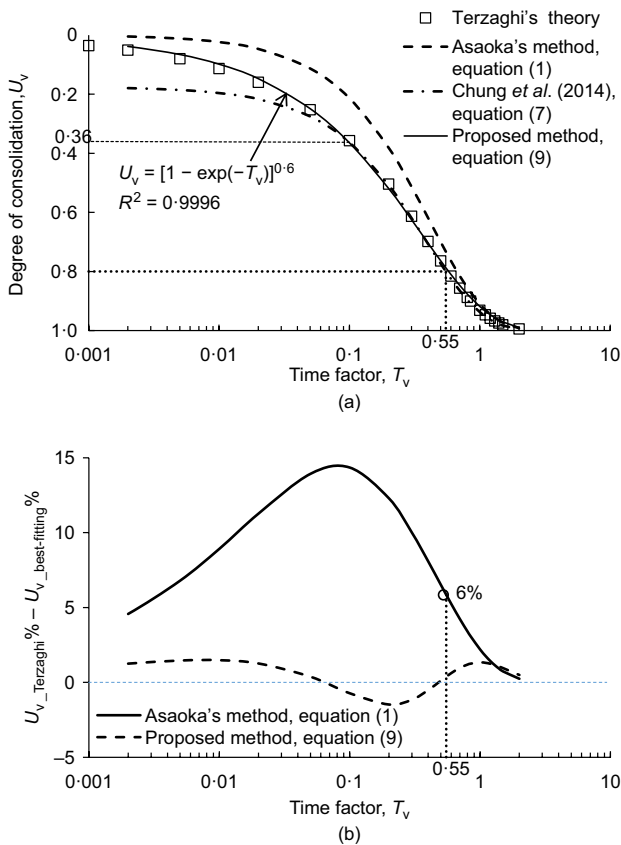 Terzaghi's theory
Asaoka's method,
equation (1)
Chung et al. (2014),
equation (7)
Proposed method,
equation (9)
Degree of consolidation, Uv
0
0·2
0·36
0·4
0·6
0·8
1·0
Uv = [1 − exp(−Tv)]0·6
R2 = 0·9996
0·55
0·001
0·01
0·1
1
10
Time factor, Tv
(a)
Uv_Terzaghi% − Uv_best-fitting%
15
10
5
0
−5
6%
Asaoka's method, equation (1)
Proposed method, equation (9)
0·55
0·001
0·01
0·1
1
10
Time factor, Tv
(b)